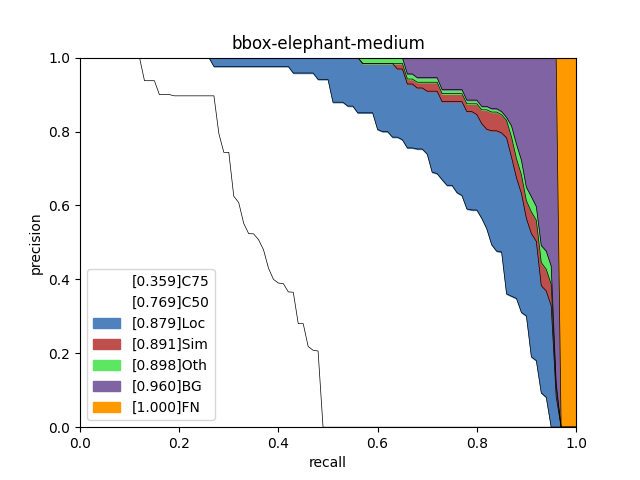 bbox-elephant-medium
precision
1.0
0.8
0.6
0.4
0.2
0.0
[0.359]C75
[0.769]C50
[0.879]Loc
[0.891]Sim
[0.898]Oth
[0.960]BG
[1.000]FN
0.0 0.2 0.4 0.6 0.8 1.0
recall